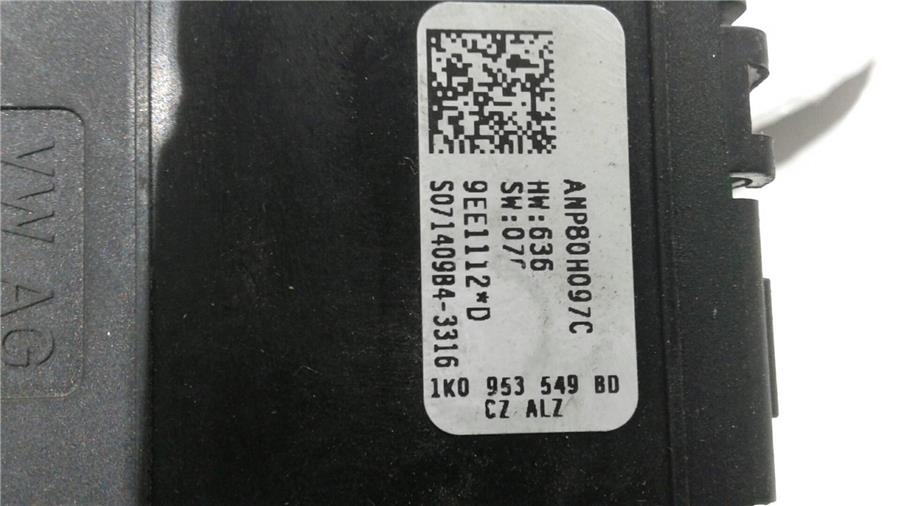 VW AG
ANP80H097C
HW:636
SW:07
9EE1112*D
S071409B4-3316
1K0 953 549 BD
CZ ALZ